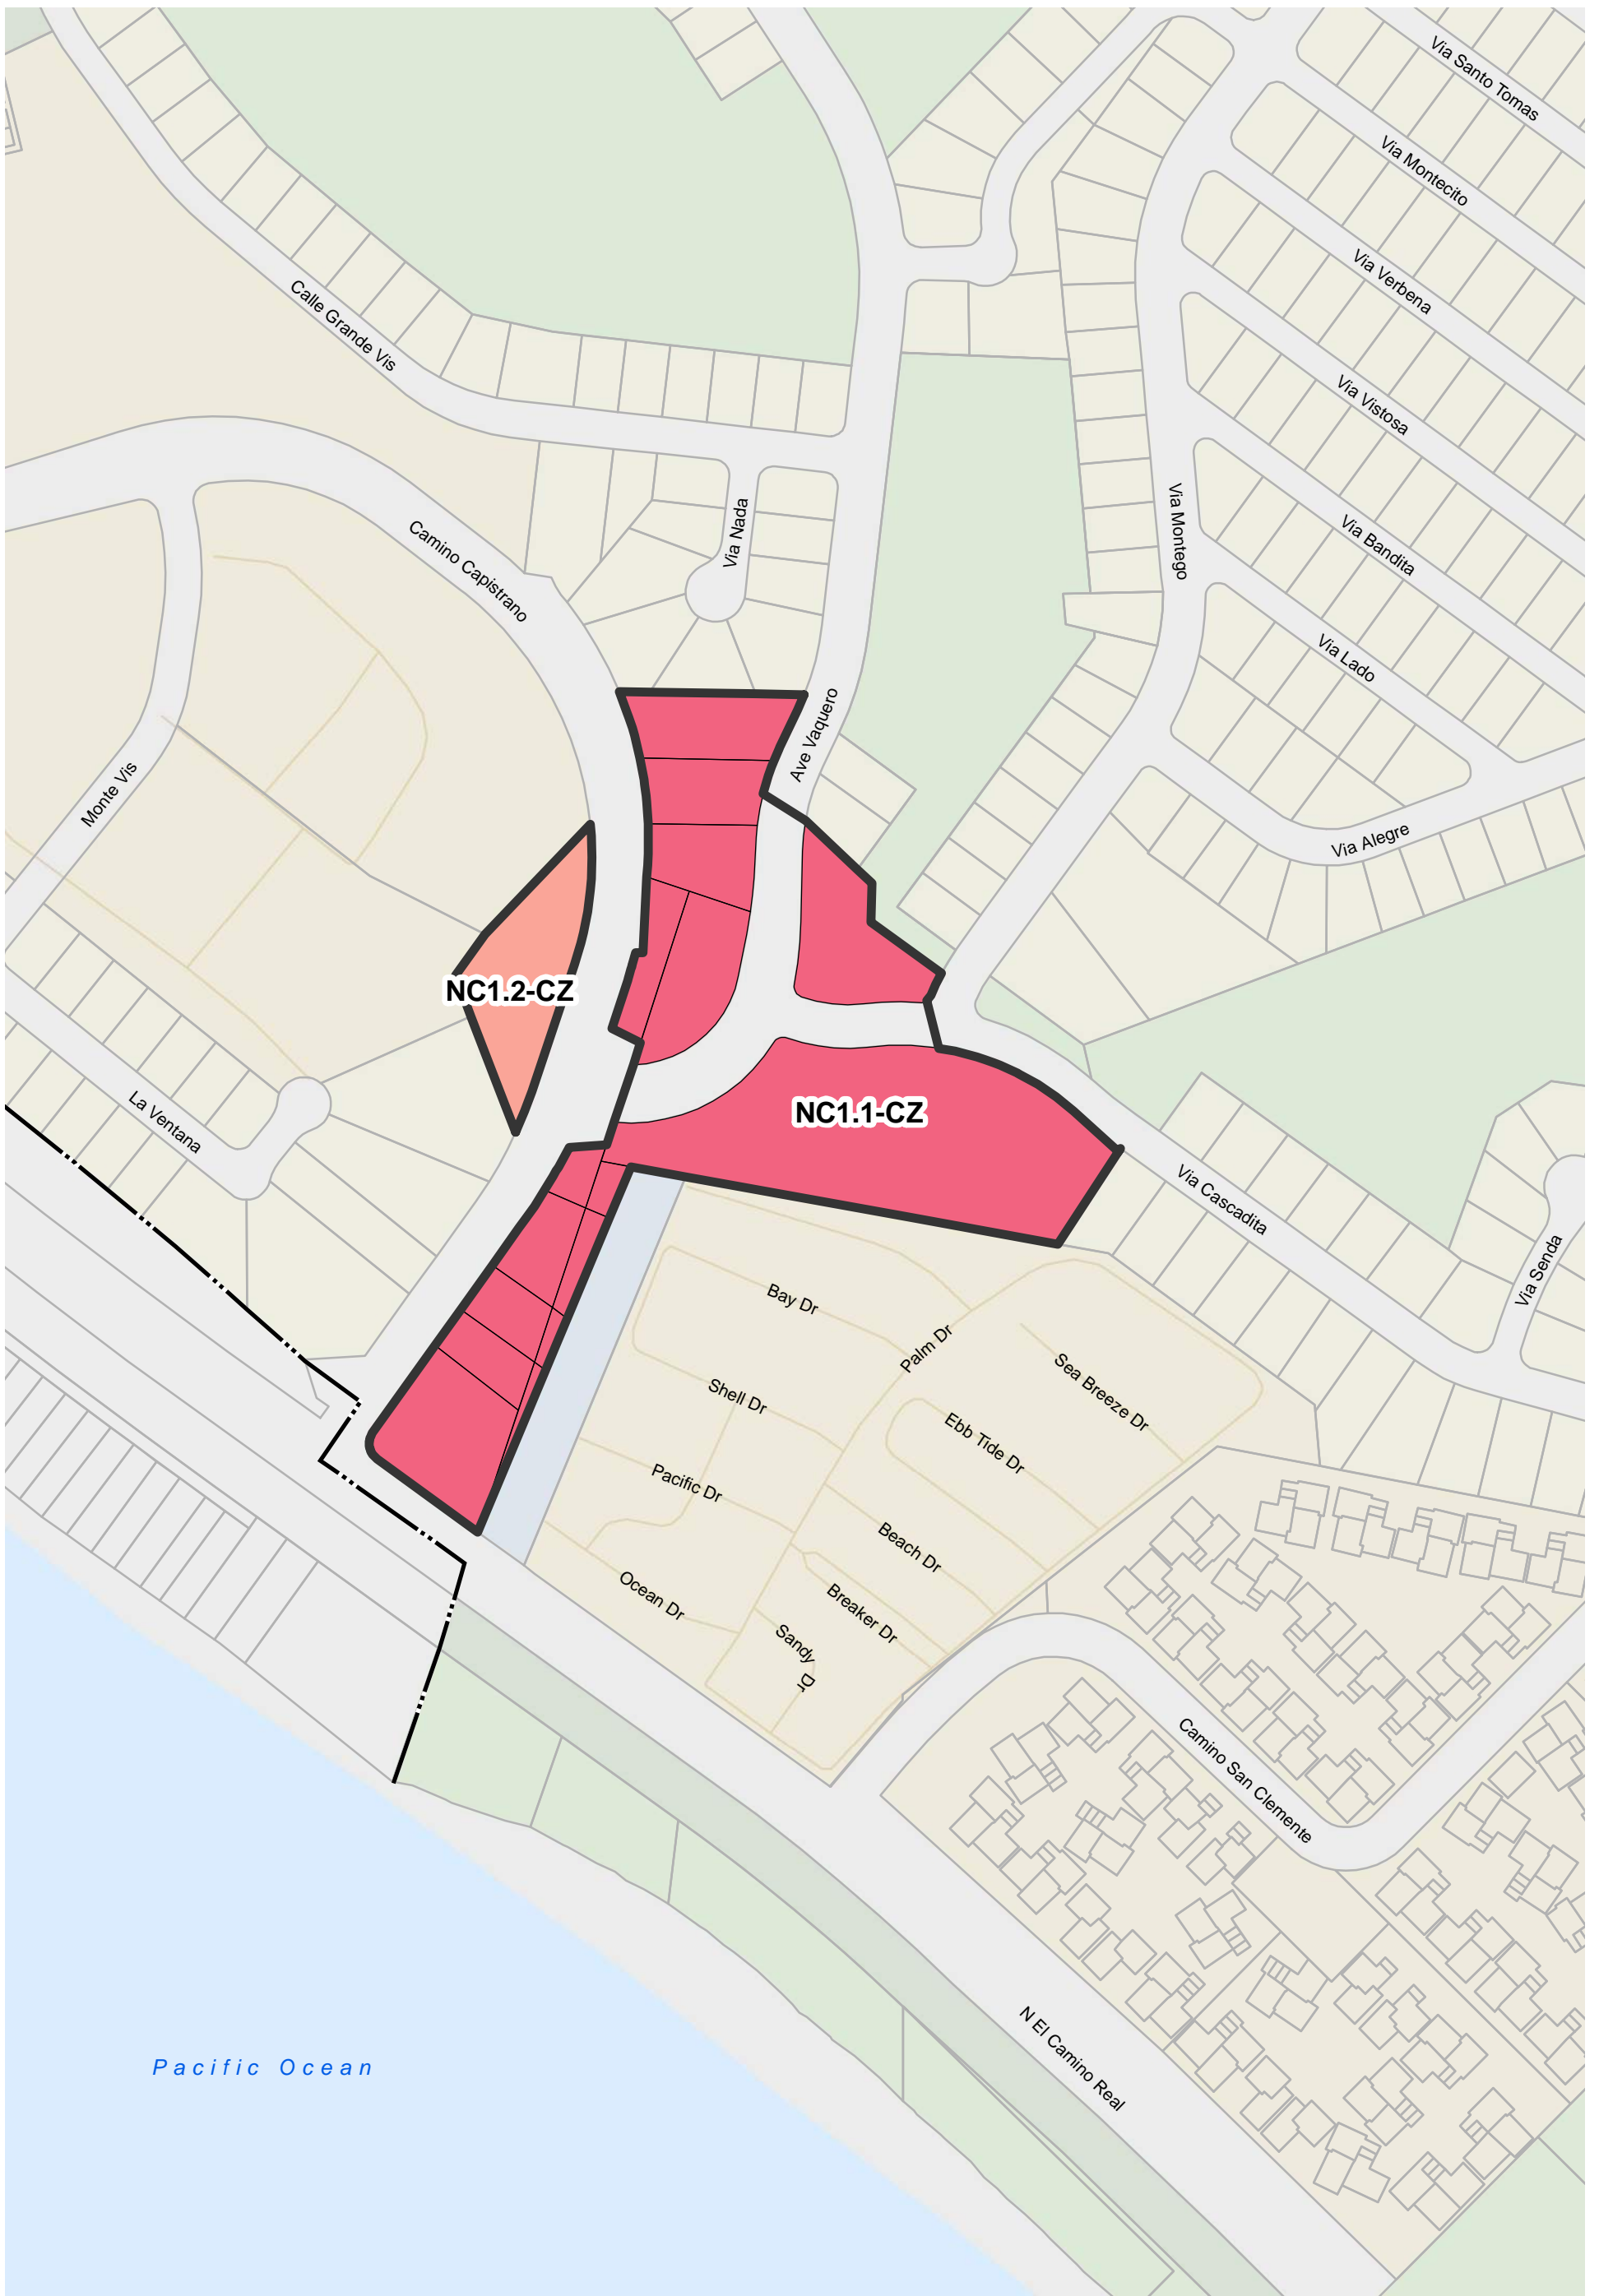 Via Santo Tomas
Via Montecito
Via Verbena
Calle Grande Vis
Via Vistosa
Via Nada
Via Montego
Via Bandita
Camino Capistrano
Via Lado
Ave Vaquero
Monte Vis
Via Alegre
NC1.2-CZ
La Ventana
NC1.1-CZ
Via Cascadita
Via Senda
Bay Dr
Palm Dr
Sea Breeze Dr
Shell Dr
Ebb Tide Dr
Pacific Dr
Beach Dr
Ocean Dr
Breaker Dr
Sandy Dr
Camino San Clemente
N El Camino Real
Pacific Ocean